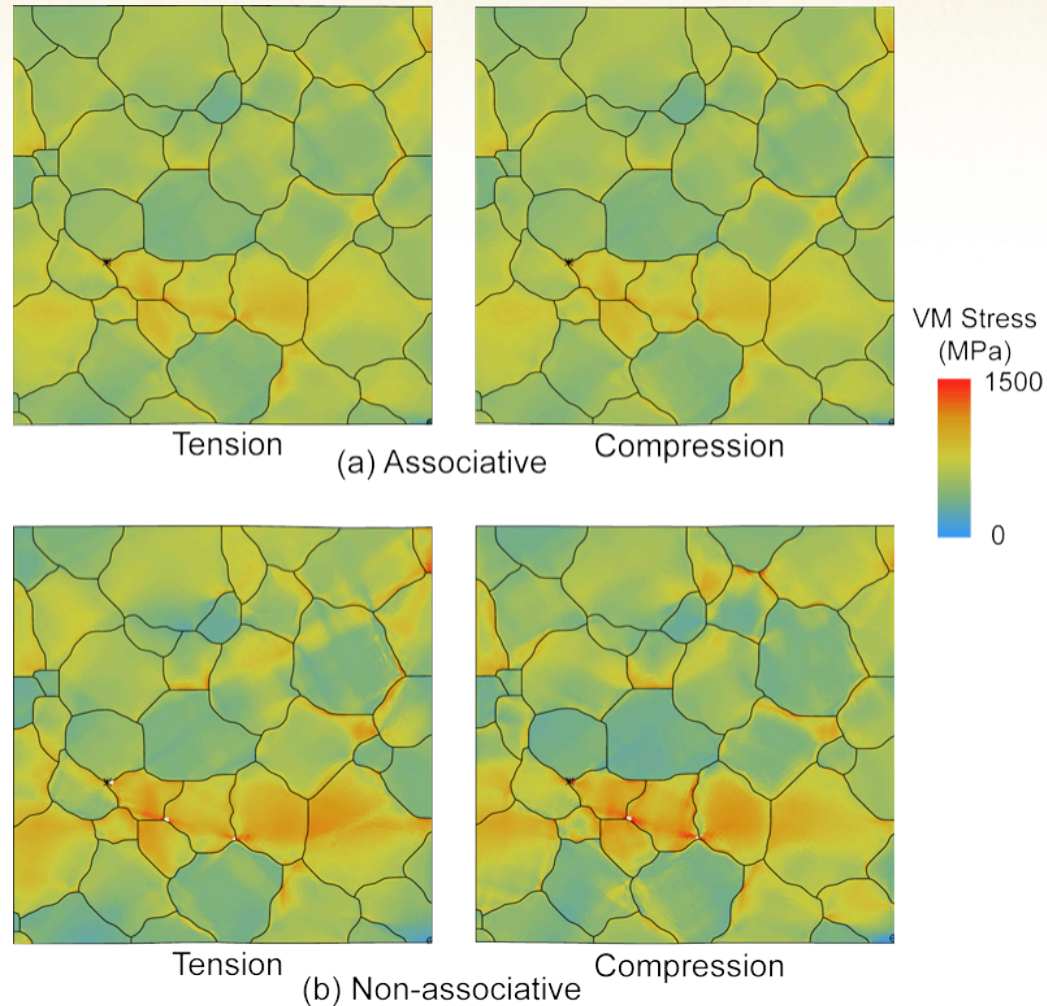 VM Stress
(MPa)
1500
0
Tension
Compression
(a) Associative
Tension
Compression
(b) Non-associative